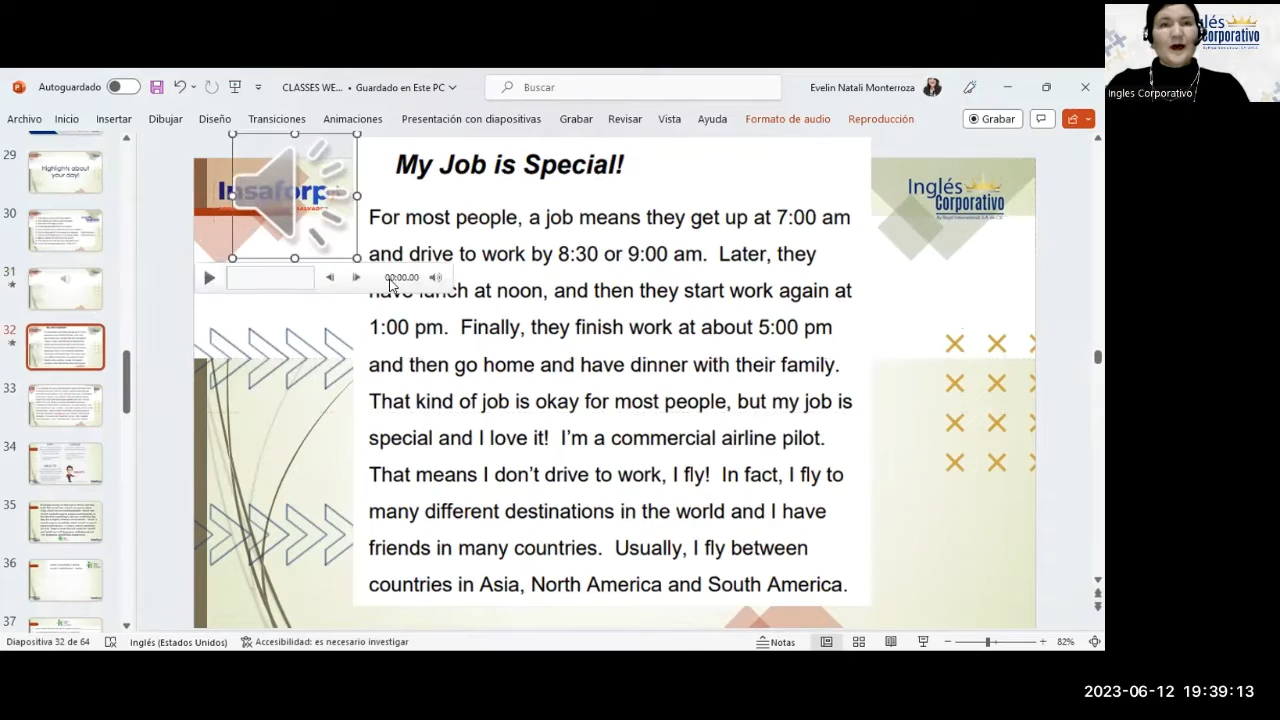 Autoguardado
CLASSES WE... • Guardado en Este PC
Buscar
Evelin Natali Monterroza
Archivo Inicio Insertar Dibujar Diseño Transiciones Animaciones Presentación con diapositivas Grabar Revisar Vista Ayuda Formato de audio Reproducción
Grabar
lés
Corporativo
Ingles Corporativo
29
Highlights about
your day!
30
31
32
33
34
35
36
37
Insaforp
My Job is Special!
Inglés
Corporativo
For most people, a job means they get up at 7:00 am
and drive to work by 8:30 or 9:00 am. Later, they
have lunch at noon, and then they start work again at
1:00 pm. Finally, they finish work at about 5:00 pm
and then go home and have dinner with their family.
That kind of job is okay for most people, but my job is
special and I love it! I'm a commercial airline pilot.
That means I don't drive to work, I fly! In fact, I fly to
many different destinations in the world and I have
friends in many countries. Usually, I fly between
countries in Asia, North America and South America.
00:00.00
Diapositiva 32 de 64
Inglés (Estados Unidos)
Accesibilidad: es necesario investigar
Notas
82%
2023-06-12 19:39:13